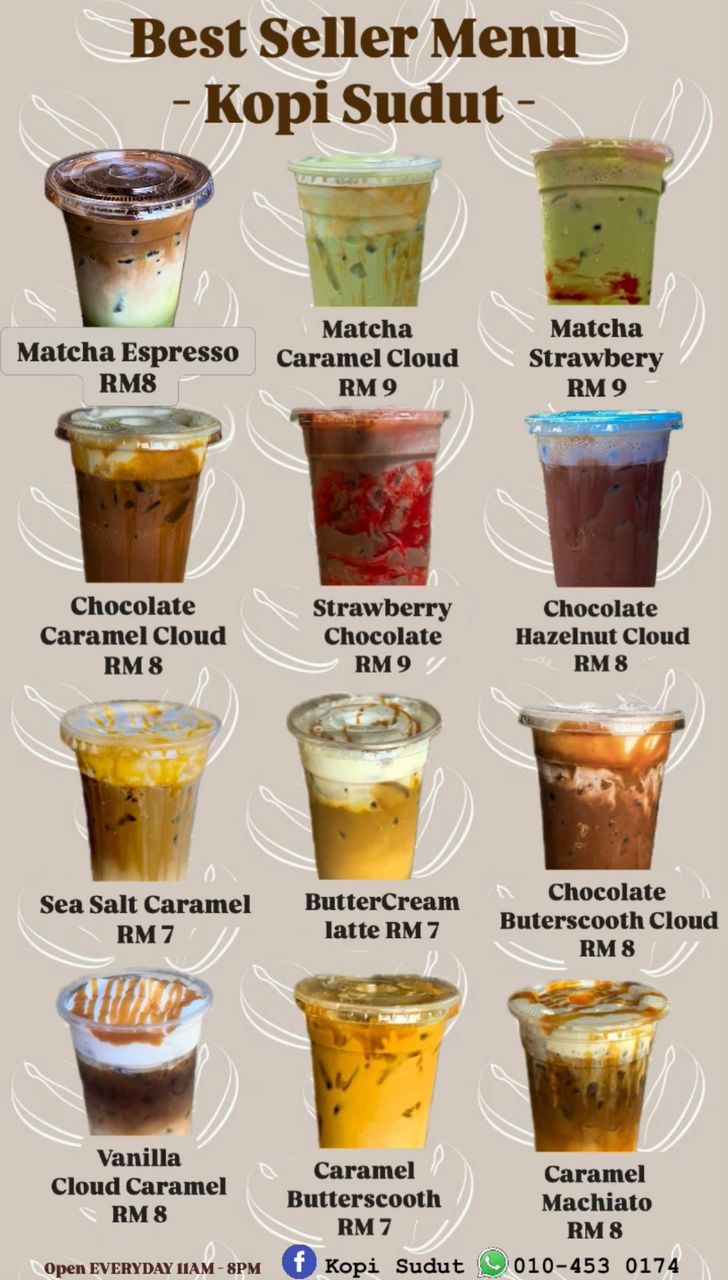 Best Seller Menu
- Kopi Sudut -
Matcha Espresso
RM8
Matcha
Caramel Cloud
RM 9
Matcha
Strawbery
RM 9
Chocolate
Caramel Cloud
RM 8
Strawberry
Chocolate
RM 9
Chocolate
Hazelnut Cloud
RM 8
Sea Salt Caramel
RM 7
ButterCream
latte RM 7
Chocolate
Buterscooth Cloud
RM 8
Vanilla
Cloud Caramel
RM 8
Caramel
Butterscooth
RM 7
Caramel
Machiato
RM 8
Open EVERYDAY 11AM - 8PM
Kopi Sudut
010-453 0174